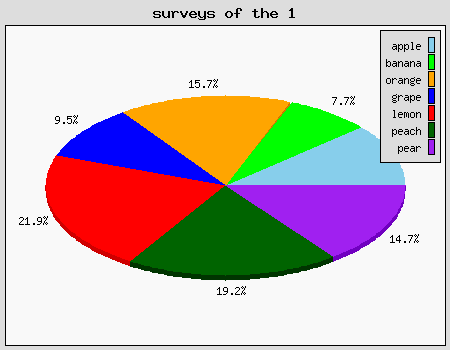 surveys of the 1
apple
banana
orange
grape
lemon
peach
pear
15.7%
7.7%
9.5%
21.9%
14.7%
19.2%